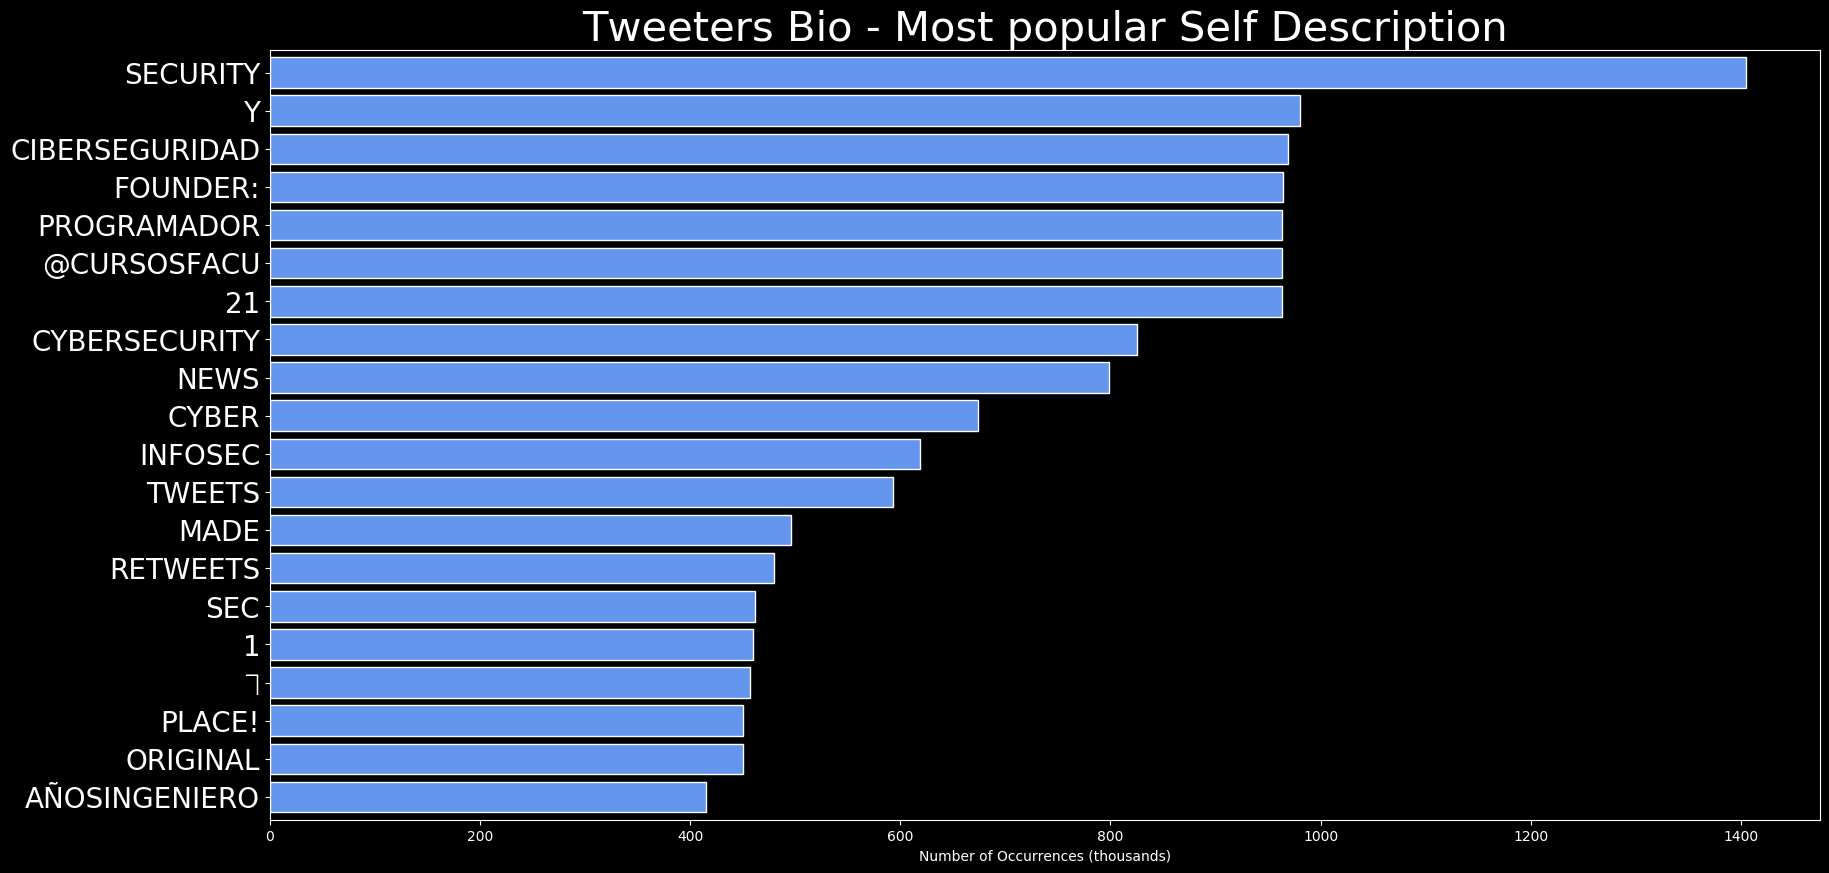 Tweeters Bio - Most popular Self Description
SECURITY
Y
CIBERSEGURIDAD
FOUNDER:
PROGRAMADOR
@CURSOSFACU
21
CYBERSECURITY
NEWS
CYBER
INFOSEC
TWEETS
MADE
RETWEETS
SEC
1
PLACE!
ORIGINAL
AÑOSINGENIERO
0 200 400 600 800 1000 1200 1400
Number of Occurrences (thousands)